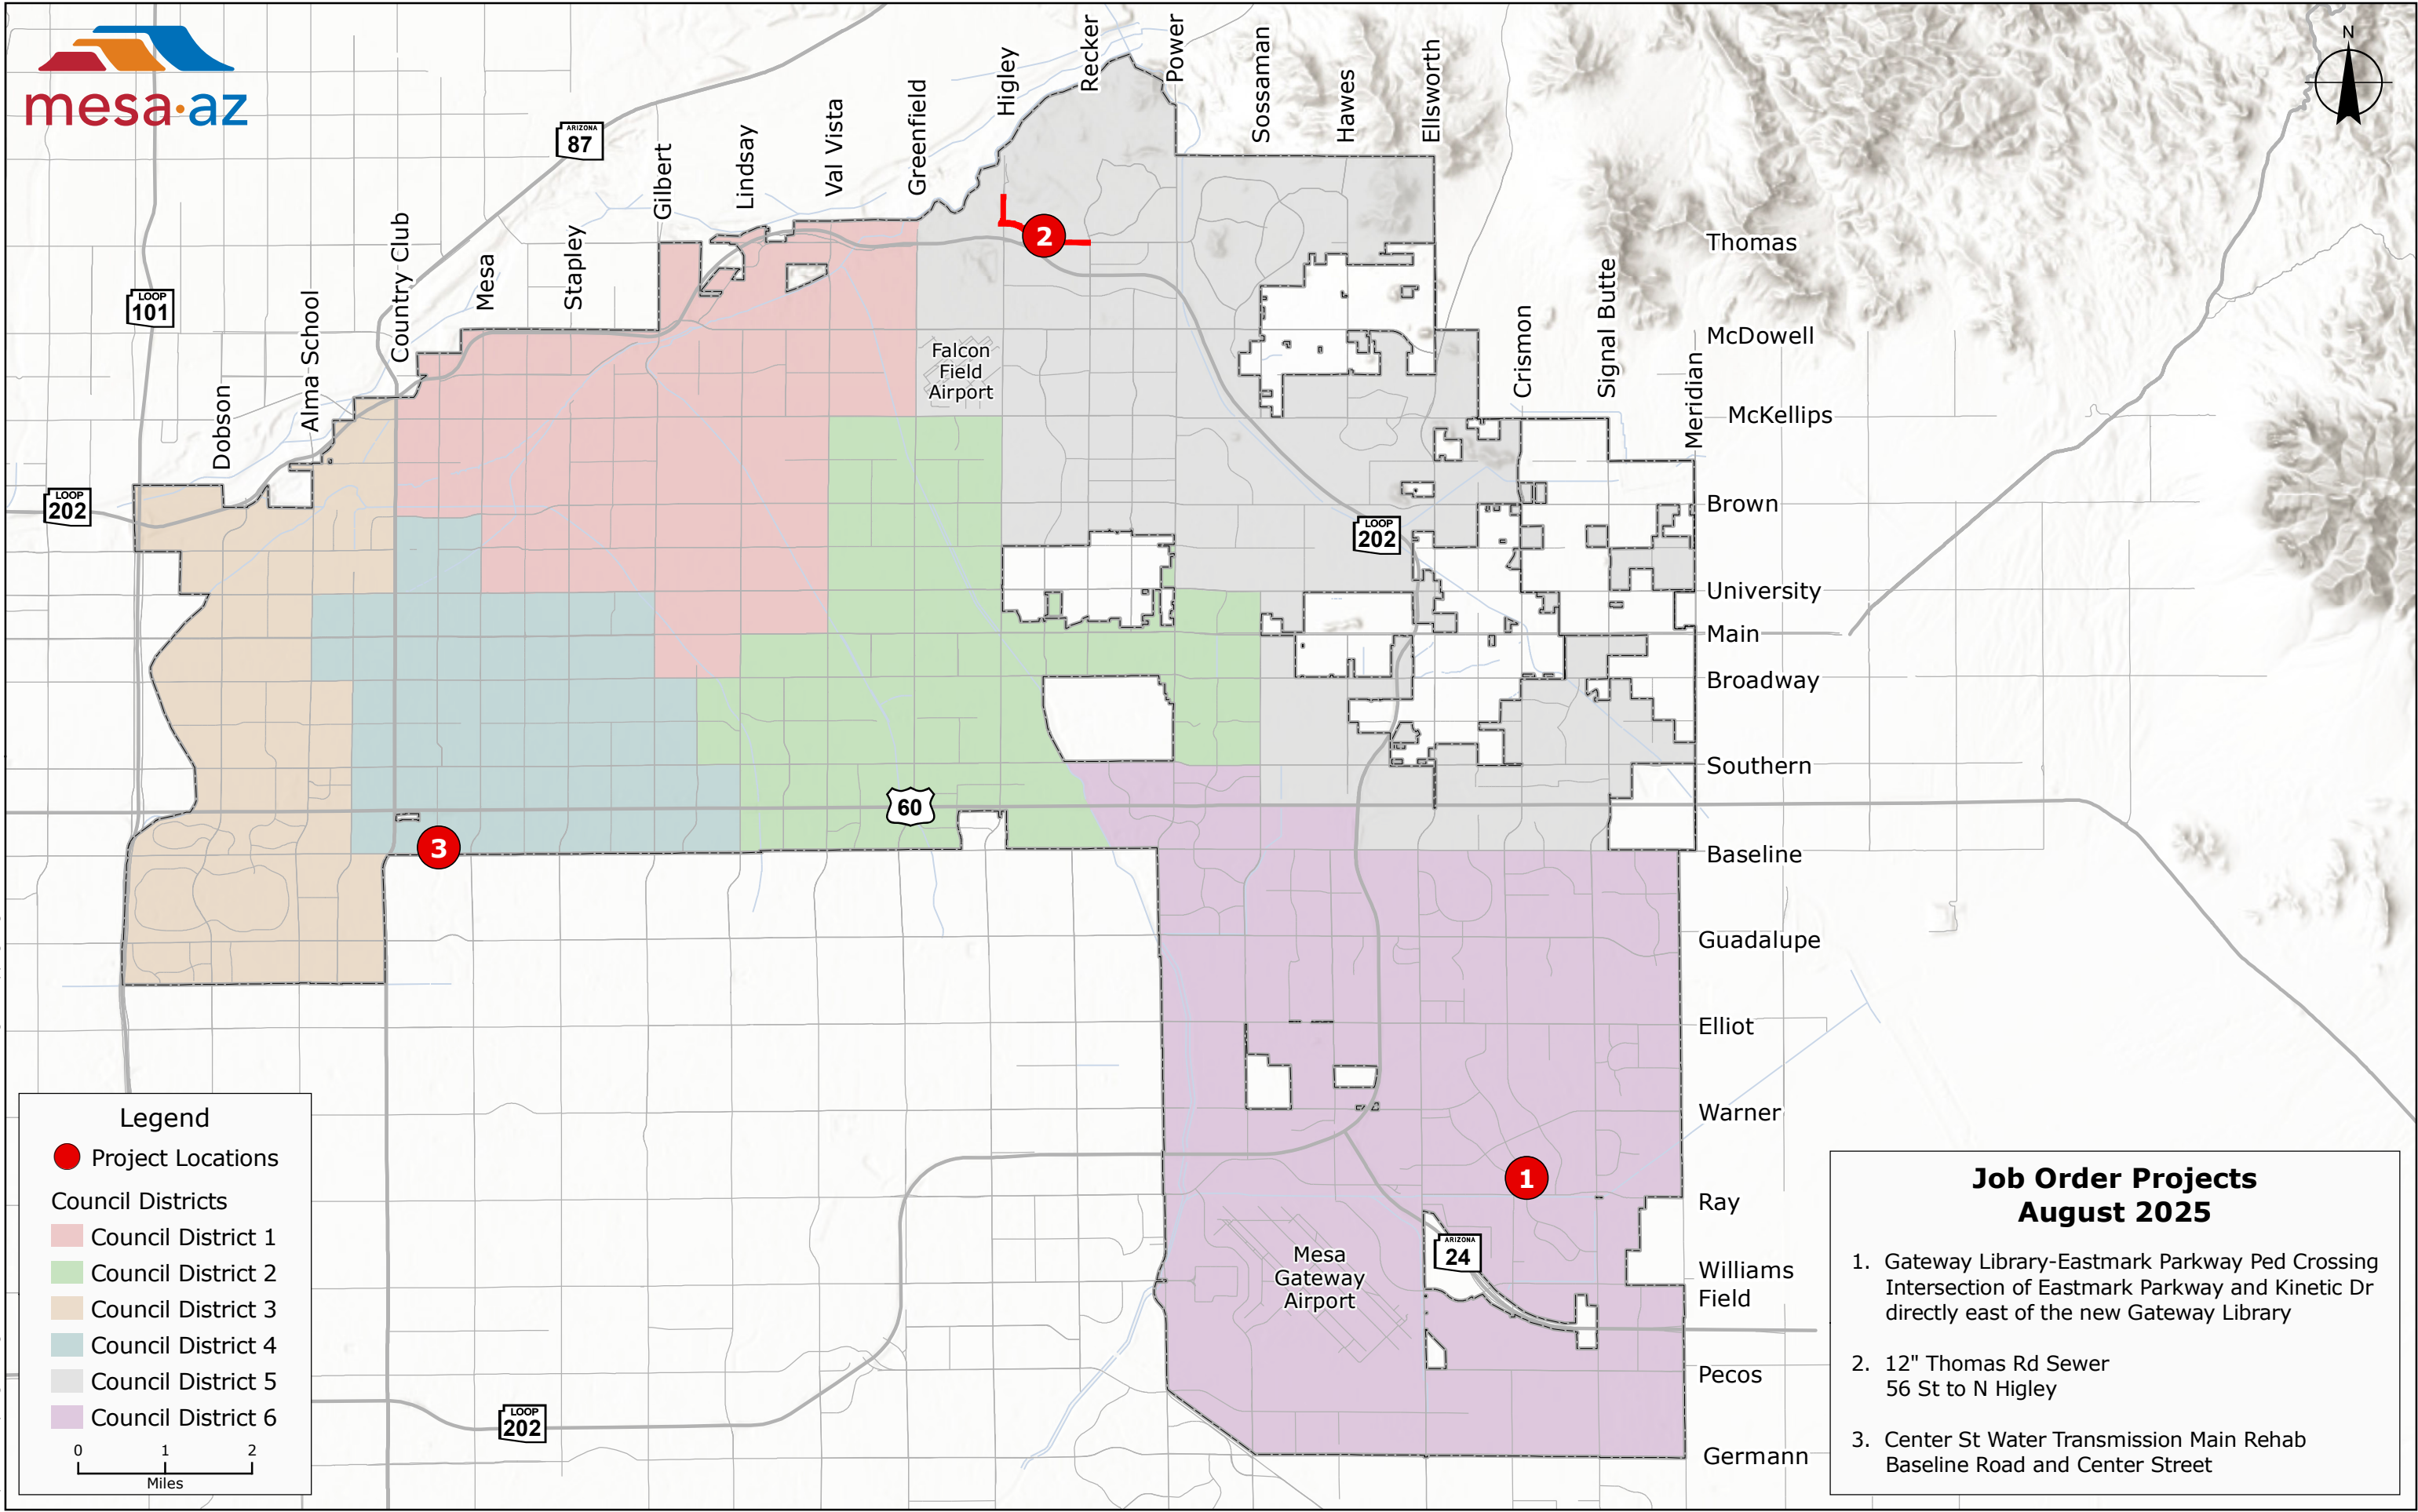 mesa·az
N
ARIZONA
87
LOOP
101
LOOP
202
Dobson
Alma School
Country Club
Mesa
Stapley
Gilbert
Lindsay
Val Vista
Greenfield
Higley
Recker
Power
Sossaman
Hawes
Ellsworth
Crismon
Signal Butte
Meridian
2
Thomas
McDowell
McKellips
Brown
University
Main
Broadway
Southern
Baseline
Guadalupe
Elliot
Warner
Ray
Williams
Field
Pecos
Germann
Falcon
Field
Airport
LOOP
202
60
3
1
ARIZONA
24
Mesa
Gateway
Airport
LOOP
202
Legend
Project Locations
Council Districts
Council District 1
Council District 2
Council District 3
Council District 4
Council District 5
Council District 6
0 1 2
Miles
Job Order Projects
August 2025
1. Gateway Library-Eastmark Parkway Ped Crossing
Intersection of Eastmark Parkway and Kinetic Dr
directly east of the new Gateway Library
2. 12" Thomas Rd Sewer
56 St to N Higley
3. Center St Water Transmission Main Rehab
Baseline Road and Center Street